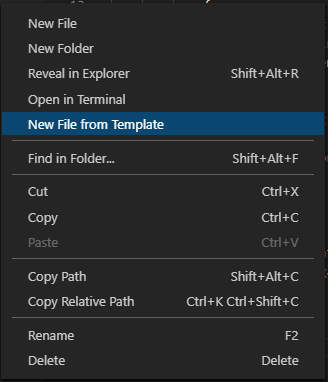 New File
New Folder
Reveal in Explorer Shift+Alt+R
Open in Terminal
New File from Template
Find in Folder... Shift+Alt+F
Cut Ctrl+X
Copy Ctrl+C
Paste Ctrl+V
Copy Path Shift+Alt+C
Copy Relative Path Ctrl+K Ctrl+Shift+C
Rename F2
Delete Delete